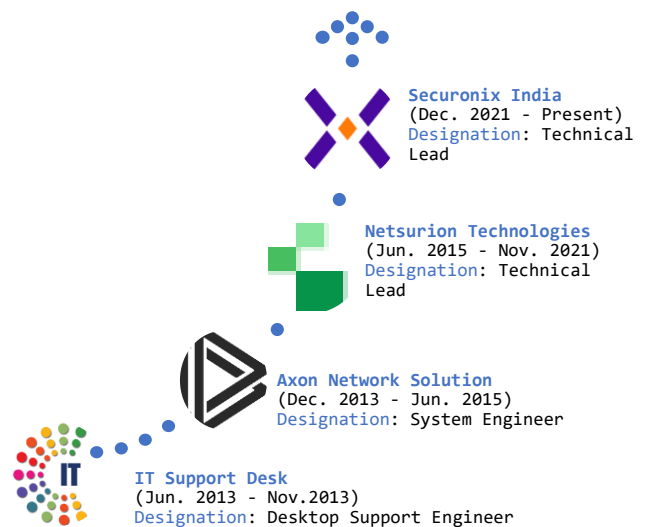 Securonix India
(Dec. 2021 - Present)
Designation: Technical
Lead
Netsurion Technologies
(Jun. 2015 - Nov. 2021)
Designation: Technical
Lead
Axon Network Solution
(Dec. 2013 - Jun. 2015)
Designation: System Engineer
IT
IT Support Desk
(Jun. 2013 - Nov.2013)
Designation: Desktop Support Engineer